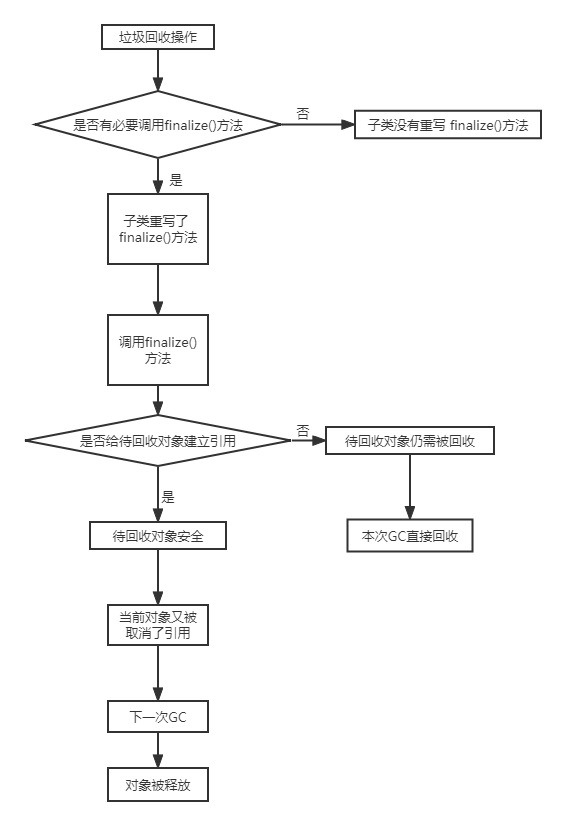 垃圾回收操作
是否有必要调用finalize()方法
否
子类没有重写 finalize()方法
是
子类重写了
finalize()方法
调用finalize()
方法
是否给待回收对象建立引用
否
待回收对象仍需被回收
是
待回收对象安全
本次GC直接回收
当前对象又被
取消了引用
下一次GC
对象被释放